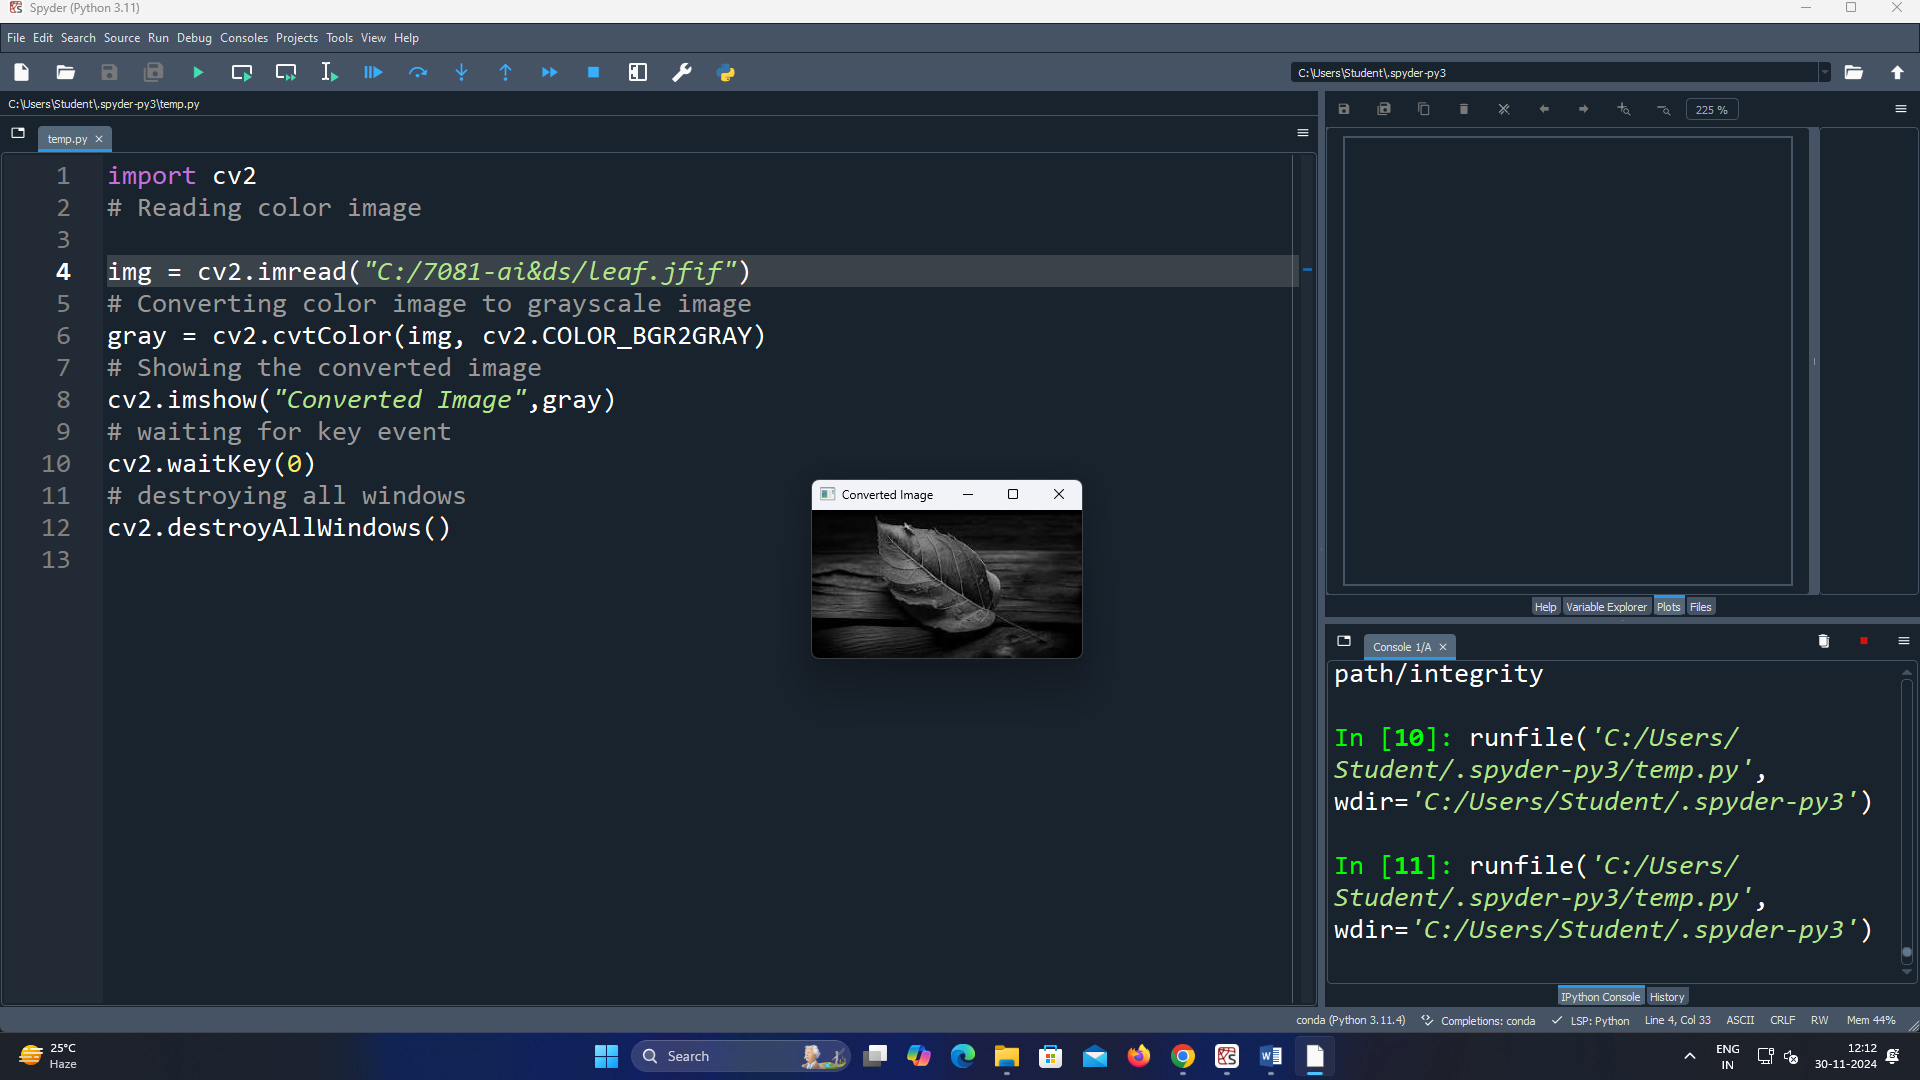 Spyder (Python 3.11)
File Edit Search Source Run Debug Consoles Projects Tools View Help
C:\Users\Student\.spyder-py3
C:\Users\Student\.spyder-py3\temp.py
225 %
temp.py
1 import cv2
2 # Reading color image
3
4 img = cv2.imread("C:/7081-ai&ds/leaf.jfif")
5 # Converting color image to grayscale image
6 gray = cv2.cvtColor(img, cv2.COLOR_BGR2GRAY)
7 # Showing the converted image
8 cv2.imshow("Converted Image",gray)
9 # waiting for key event
10 cv2.waitKey(0)
11 # destroying all windows
12 cv2.destroyAllWindows()
13
Converted Image
Help Variable Explorer Plots Files
Console 1/A
path/integrity
In [10]: runfile('C:/Users/
Student/.spyder-py3/temp.py',
wdir='C:/Users/Student/.spyder-py3')
In [11]: runfile('C:/Users/
Student/.spyder-py3/temp.py',
wdir='C:/Users/Student/.spyder-py3')
IPython Console History
conda (Python 3.11.4) Completions: conda LSP: Python Line 4, Col 33 ASCII CRLF RW Mem 44%
25°C
Haze
Search
ENG
IN
12:12
30-11-2024